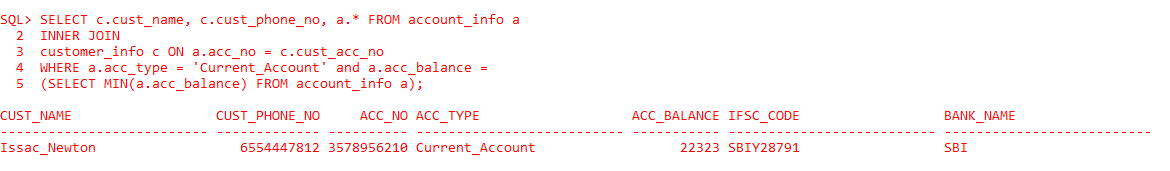 SQL> SELECT c.cust_name, c.cust_phone_no, a.* FROM account_info a
  2  INNER JOIN
  3  customer_info c ON a.acc_no = c.cust_acc_no
  4  WHERE a.acc_type = 'Current_Account' and a.acc_balance =
  5  (SELECT MIN(a.acc_balance) FROM account_info a);
CUST_NAME                  CUST_PHONE_NO     ACC_NO ACC_TYPE                   ACC_BALANCE IFSC_CODE                  BANK_NAME
-------------------------- ------------- ---------- -------------------------- ----------- -------------------------- --------------------------
Issac_Newton                  6554447812 3578956210 Current_Account                  22323 SBIY28791                  SBI